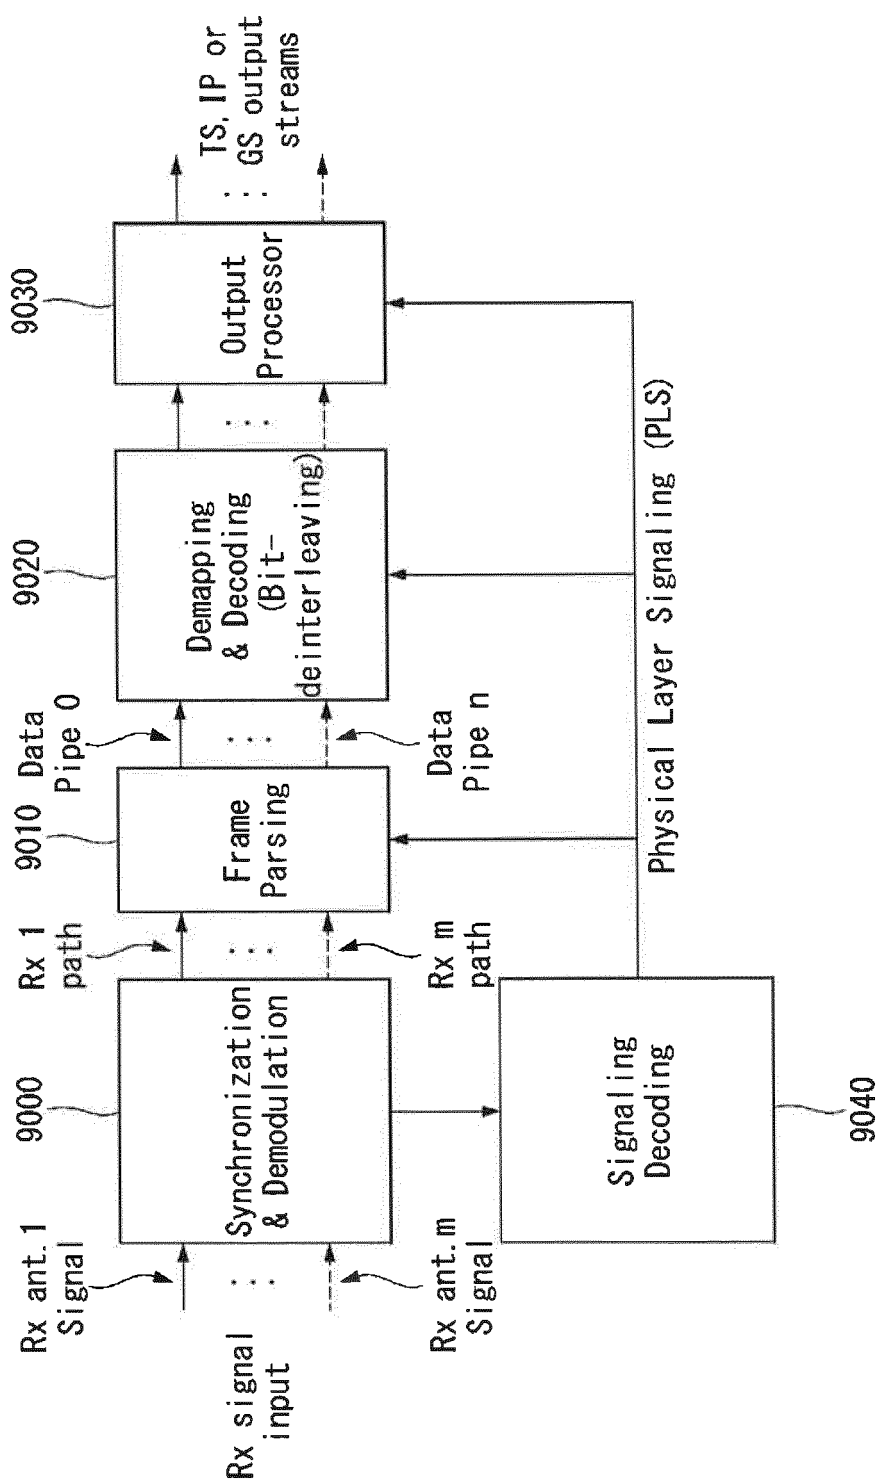 9000
9010
9020
9030
Rx ant.1
Signal
Rx 1
path
Data
Pipe 0
Rx signal
input
Synchronization
& Demodulation
Frame
Parsing
Demapping
& Decoding
(Bit-
deinterleaving)
Output
Processor
TS, IP or
GS output
streams
Rx ant.m
Signal
Rx m
path
Data
Pipe n
Signaling
Decoding
Physical Layer Signaling (PLS)
9040